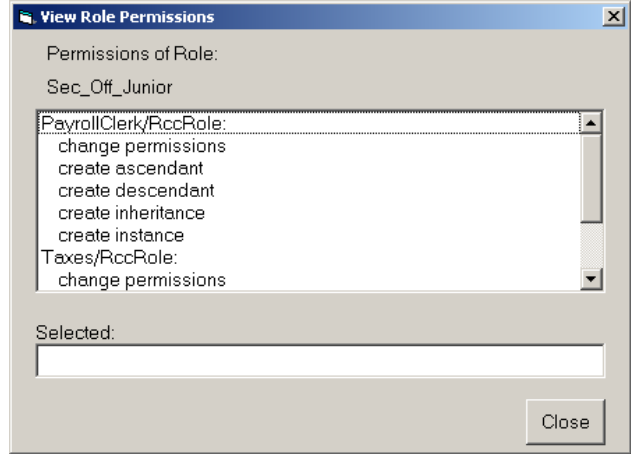 View Role Permissions
Permissions of Role:
Sec_Off_Junior
PayrollClerk/RccRole:
change permissions
create ascendant
create descendant
create inheritance
create instance
Taxes/RccRole:
change permissions
Selected:
Close